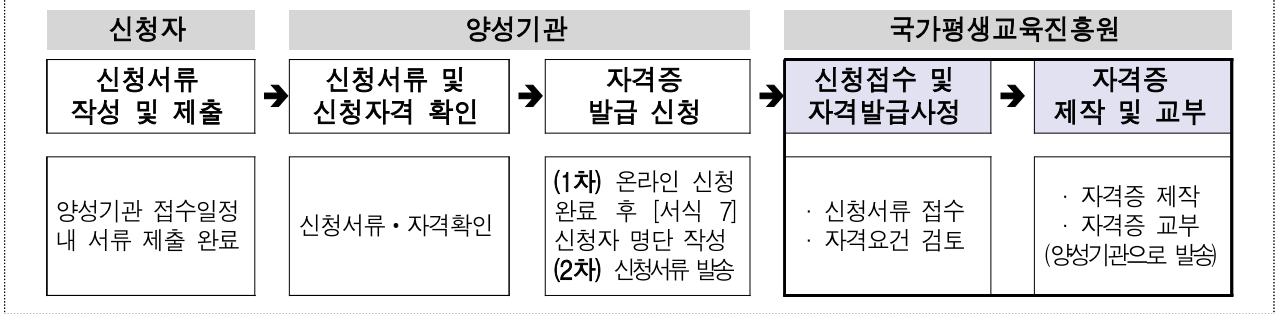 신청자
양성기관
국가평생교육진흥원
신청서류
작성 및 제출
➔
신청서류 및
신청자격 확인
➔
자격증
발급 신청
➔
신청접수 및
자격발급사정
➔
자격증
제작 및 교부
양성기관 접수일정
내 서류 제출 완료
신청서류・자격확인
(1차) 온라인 신청
완료 후 [서식 7]
신청자 명단 작성
(2차) 신청서류 발송
· 신청서류 접수
· 자격요건 검토
· 자격증 제작
· 자격증 교부
(양성기관으로 발송)